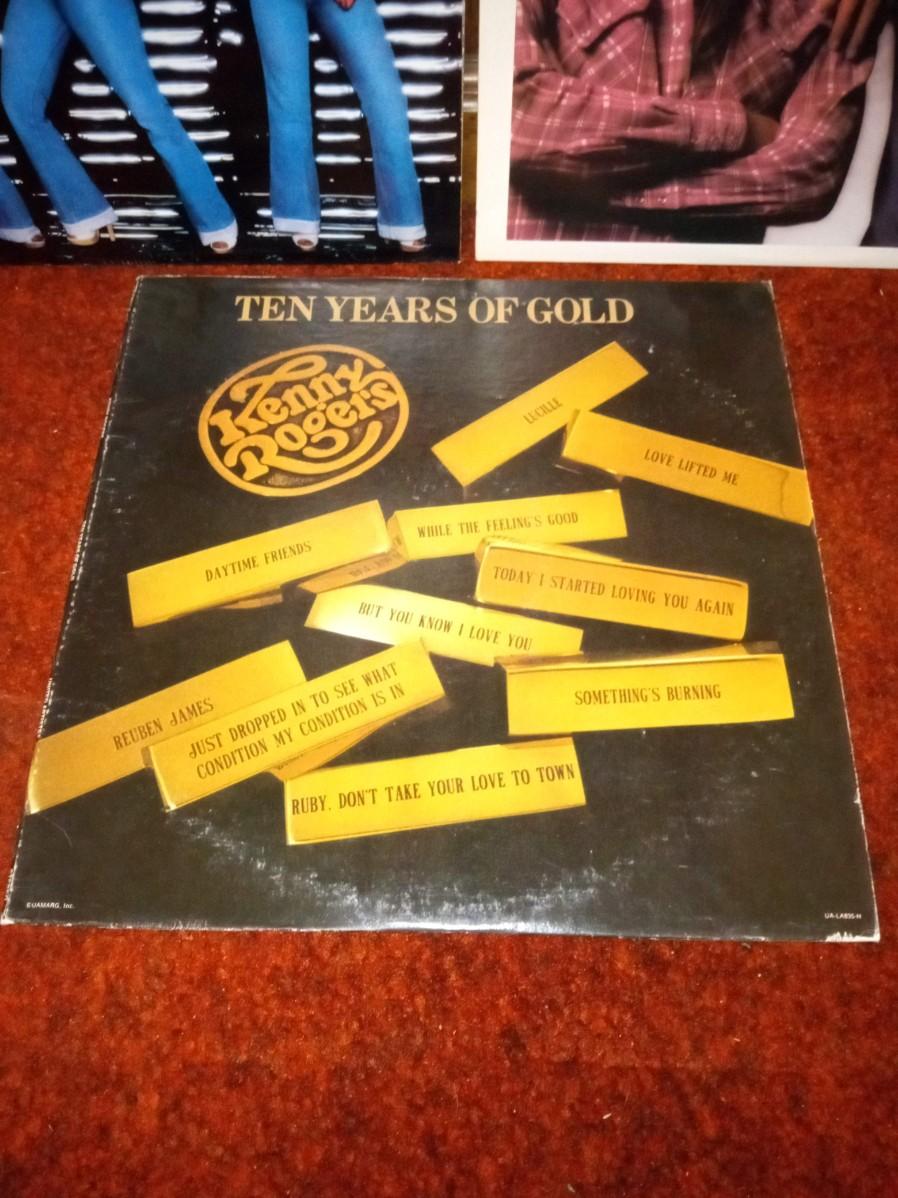 TEN YEARS OF GOLD
Kenny
Rogers
LUCILLE
LOVE LIFTED ME
WHILE THE FEELING'S GOOD
DAYTIME FRIENDS
TODAY I STARTED LOVING YOU AGAIN
BUT YOU KNOW I LOVE YOU
SOMETHING'S BURNING
REUBEN JAMES
JUST DROPPED IN TO SEE WHAT
CONDITION MY CONDITION IS IN
RUBY, DON'T TAKE YOUR LOVE TO TOWN
©UAMARG, Inc.
UA-LA835-H